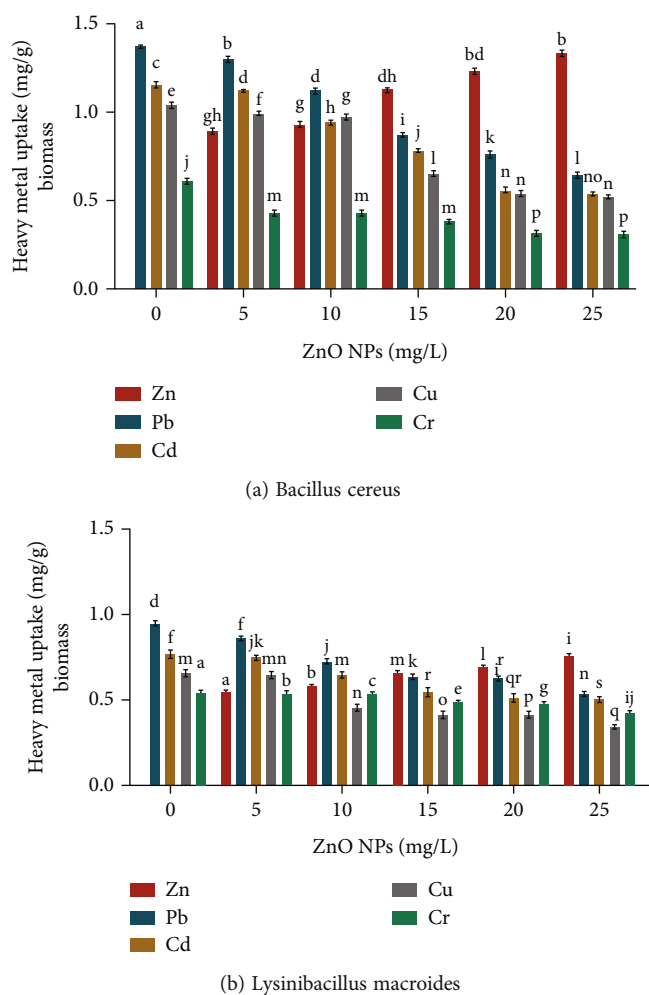 1.5
1.0
0.5
0.0
Heavy metal uptake (mg/g)
biomass
a c e j
gh b d f m
g d h g m
dh i j l m
bd k n n p
b l no n p
0 5 10 15 20 25
ZnO NPs (mg/L)
Zn Cu
Pb Cr
Cd
(a) Bacillus cereus
1.5
1.0
0.5
0.0
Heavy metal uptake (mg/g)
biomass
d f m a
a f jk mn b
b j m n c
m k r o e
l r i qr p g
i n s q ij
0 5 10 15 20 25
ZnO NPs (mg/L)
Zn Cu
Pb Cr
Cd
(b) Lysinibacillus macroides